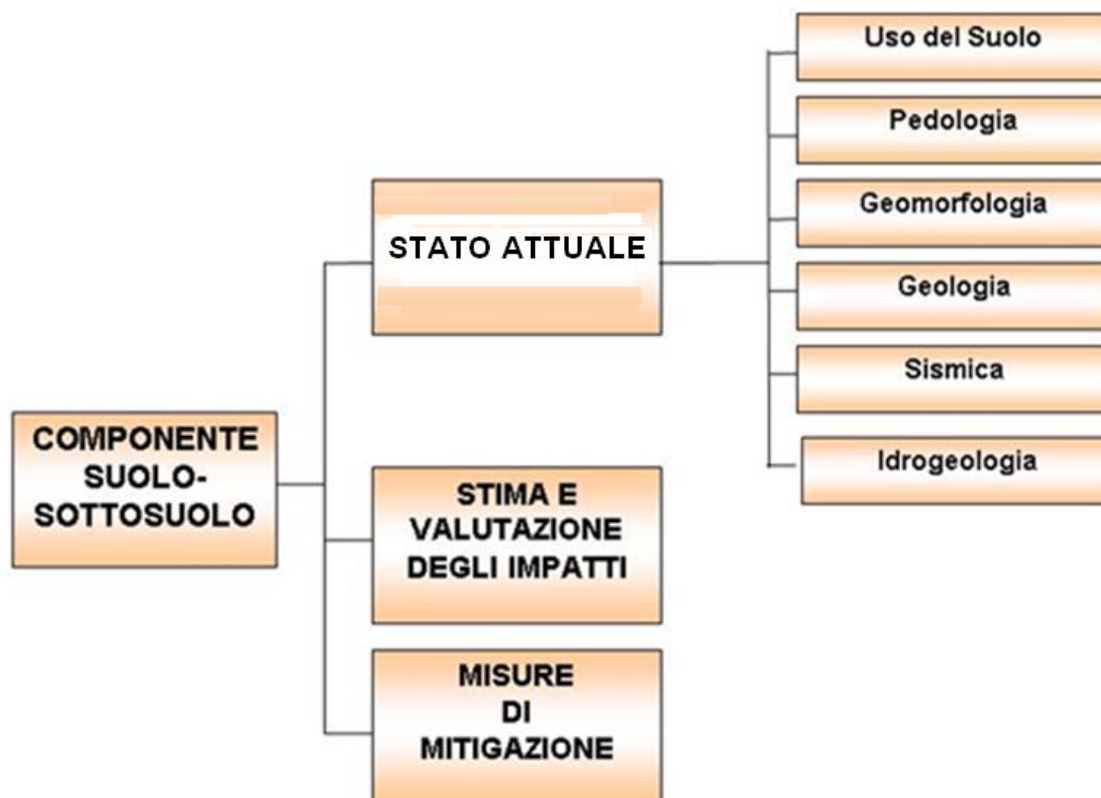 COMPONENTE
SUOLO-
SOTTOSUOLO
STATO ATTUALE
STIMA E
VALUTAZIONE
DEGLI IMPATTI
MISURE
DI
MITIGAZIONE
Uso del Suolo
Pedologia
Geomorfologia
Geologia
Sismica
Idrogeologia